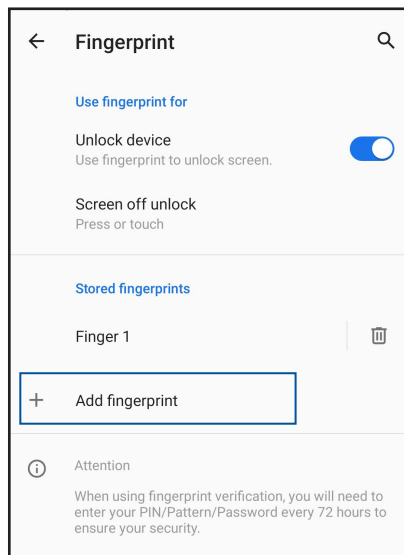 Fingerprint
Use fingerprint for
Unlock device
Use fingerprint to unlock screen.
Screen off unlock
Press or touch
Stored fingerprints
Finger 1
Add fingerprint
Attention
When using fingerprint verification, you will need to
enter your PIN/Pattern/Password every 72 hours to
ensure your security.